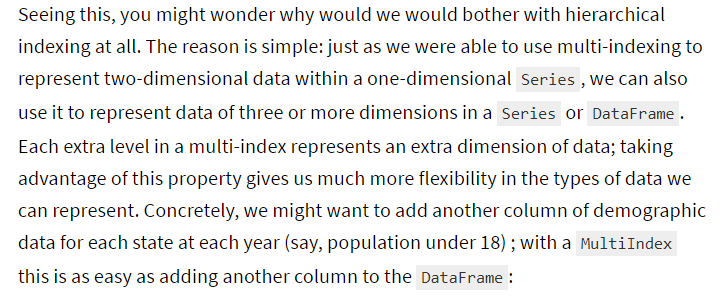 Seeing this, you might wonder why would we would bother with hierarchical
indexing at all. The reason is simple: just as we were able to use multi-indexing to
represent two-dimensional data within a one-dimensional Series , we can also
use it to represent data of three or more dimensions in a Series or DataFrame .
Each extra level in a multi-index represents an extra dimension of data; taking
advantage of this property gives us much more flexibility in the types of data we
can represent. Concretely, we might want to add another column of demographic
data for each state at each year (say, population under 18) ; with a MultiIndex
this is as easy as adding another column to the DataFrame :